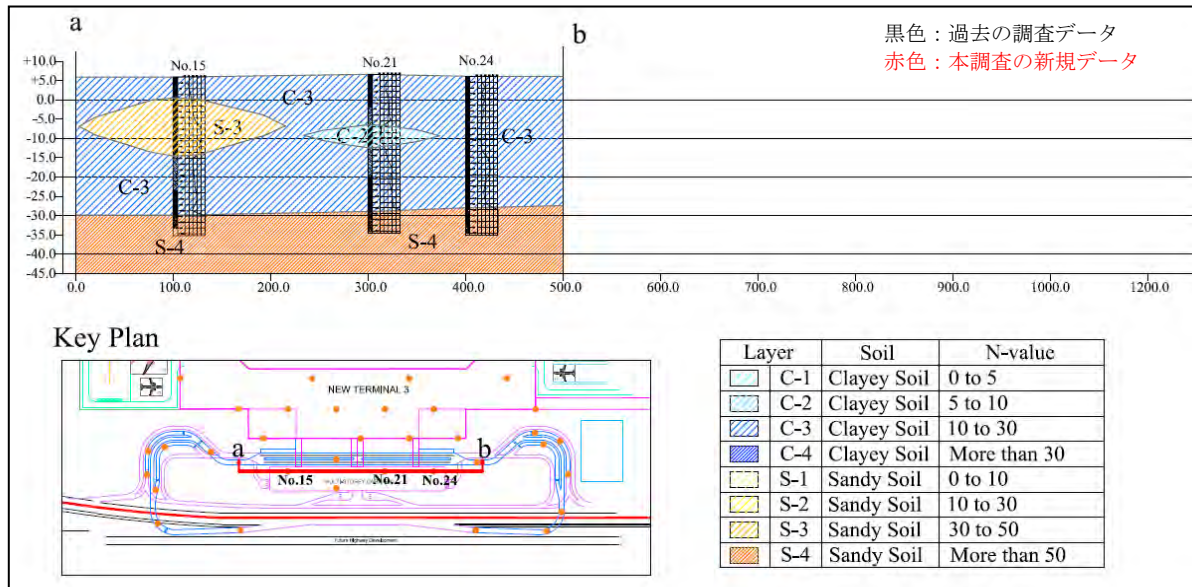 a
b
黒色：過去の調査データ
赤色：本調査の新規データ
No.15
No.21
No.24
+10.0
+5.0
0.0
-5.0
-10.0
-15.0
-20.0
-25.0
-30.0
-35.0
-40.0
-45.0
C-3
S-3
C-2
C-3
C-3
S-4
S-4
0.0 100.0 200.0 300.0 400.0 500.0 600.0 700.0 800.0 900.0 1000.0 1100.0 1200
Key Plan
NEW TERMINAL 3
a
b
No.15
No.21
No.24
Future Highway Development
Layer Soil N-value
C-1 Clayey Soil 0 to 5
C-2 Clayey Soil 5 to 10
C-3 Clayey Soil 10 to 30
C-4 Clayey Soil More than 30
S-1 Sandy Soil 0 to 10
S-2 Sandy Soil 10 to 30
S-3 Sandy Soil 30 to 50
S-4 Sandy Soil More than 50